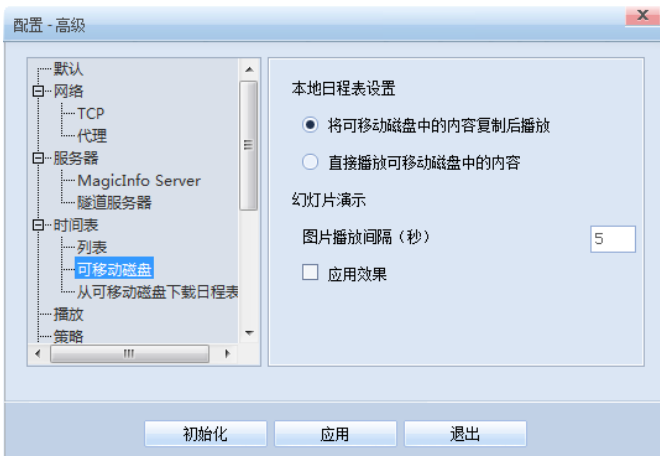 配置 - 高级
x
默认
网络
TCP
代理
服务器
MagicInfo Server
隧道服务器
时间表
列表
可移动磁盘
从可移动磁盘下载日程表
播放
策略
本地日程表设置
将可移动磁盘中的内容复制后播放
直接播放可移动磁盘中的内容
幻灯片演示
图片播放间隔（秒）
5
应用效果
初始化
应用
退出